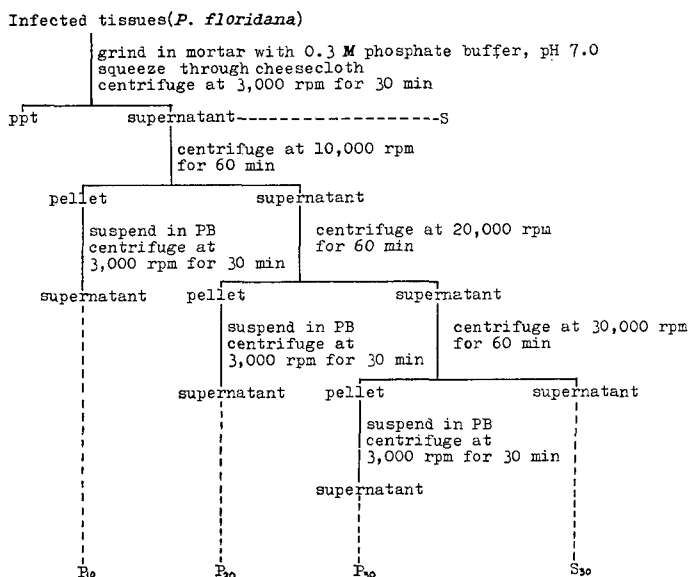 Infected tissues(P. floridana)
grind in mortar with 0.3 M phosphate buffer, pH 7.0
squeeze through cheesecloth
centrifuge at 3,000 rpm for 30 min
ppt supernatant S
centrifuge at 10,000 rpm
for 60 min
pellet supernatant
suspend in PB
centrifuge at
3,000 rpm for 30 min
centrifuge at 20,000 rpm
for 60 min
supernatant pellet supernatant
suspend in PB
centrifuge at
3,000 rpm for 30 min
centrifuge at 30,000 rpm
for 60 min
supernatant pellet supernatant
suspend in PB
centrifuge at
3,000 rpm for 30 min
supernatant
P10 P20 P30 S30